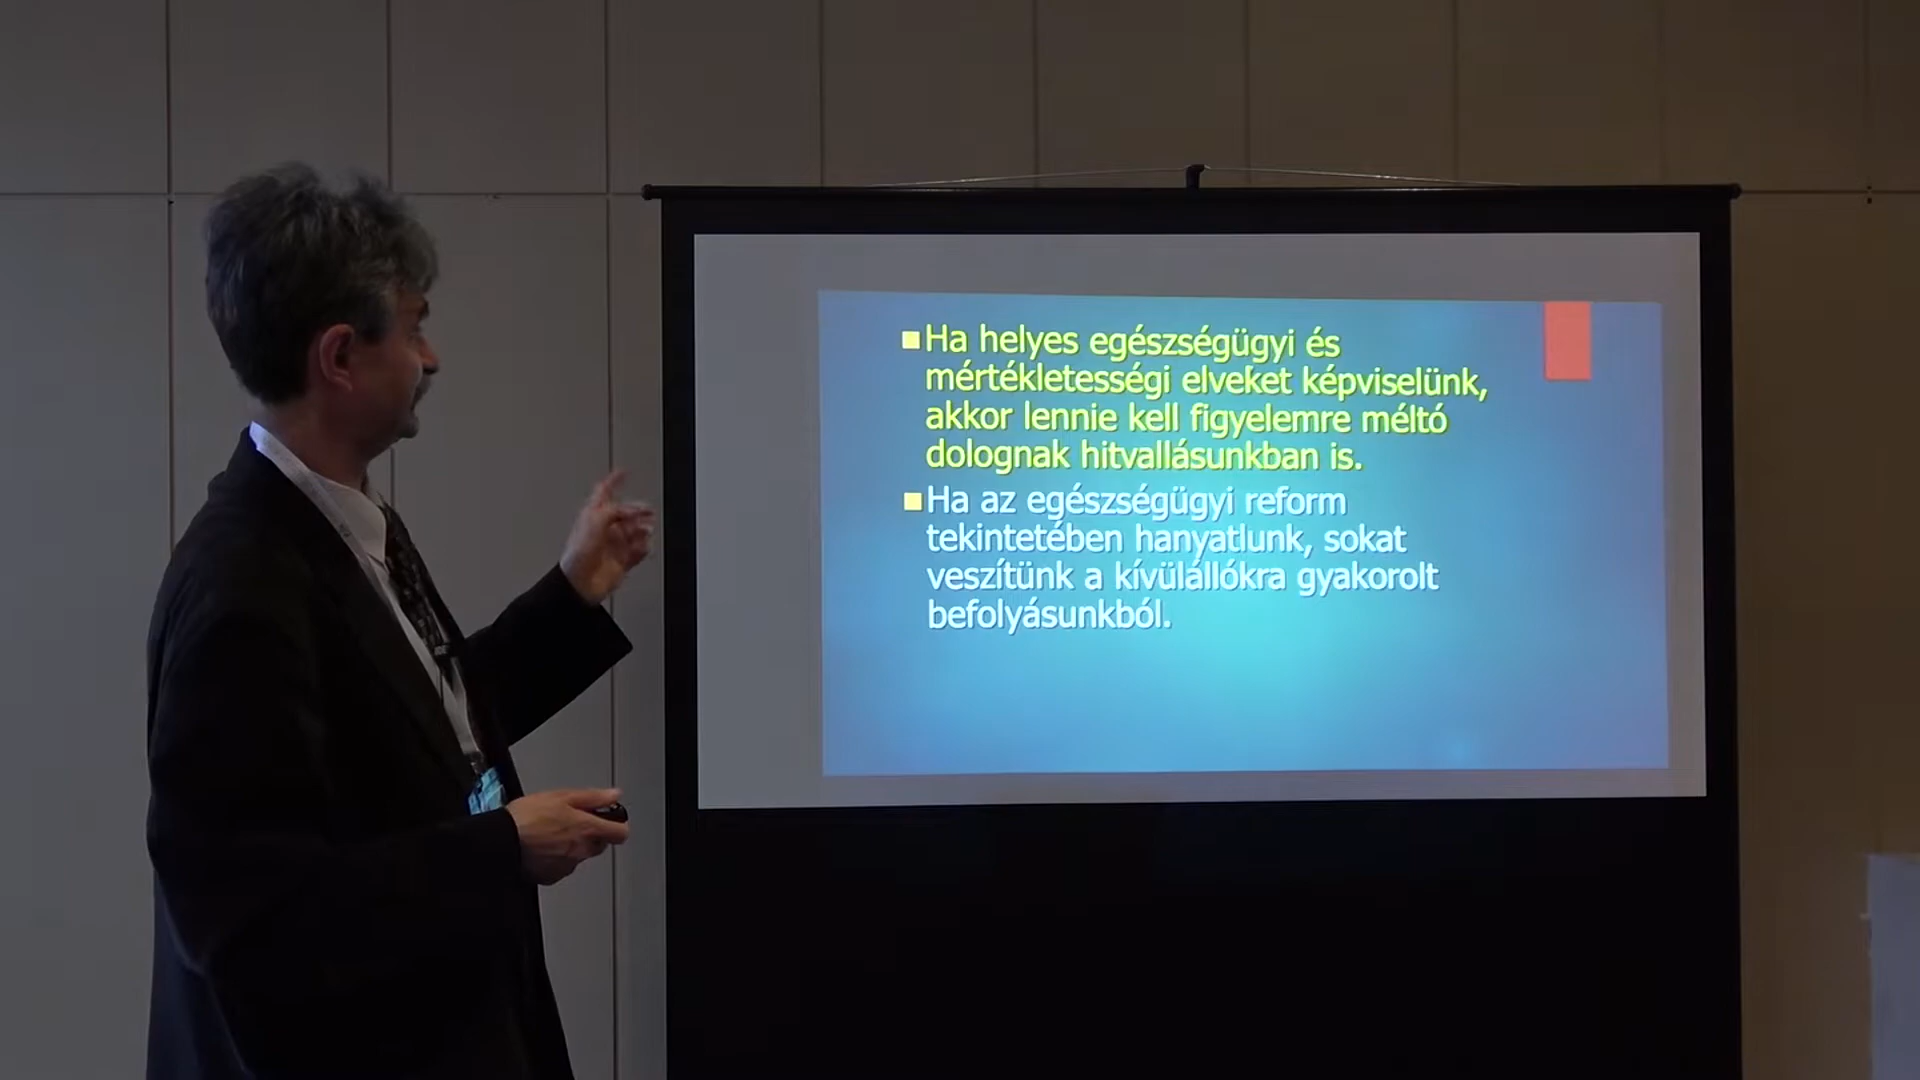 Ha helyes egészségügyi és
mértékletességi elveket képviselünk,
akkor lennie kell figyelemre méltó
dolognak hitvallásunkban is.
Ha az egészségügyi reform
tekintetében hanyatlunk, sokat
veszítünk a kívülállókra gyakorolt
befolyásunkból.